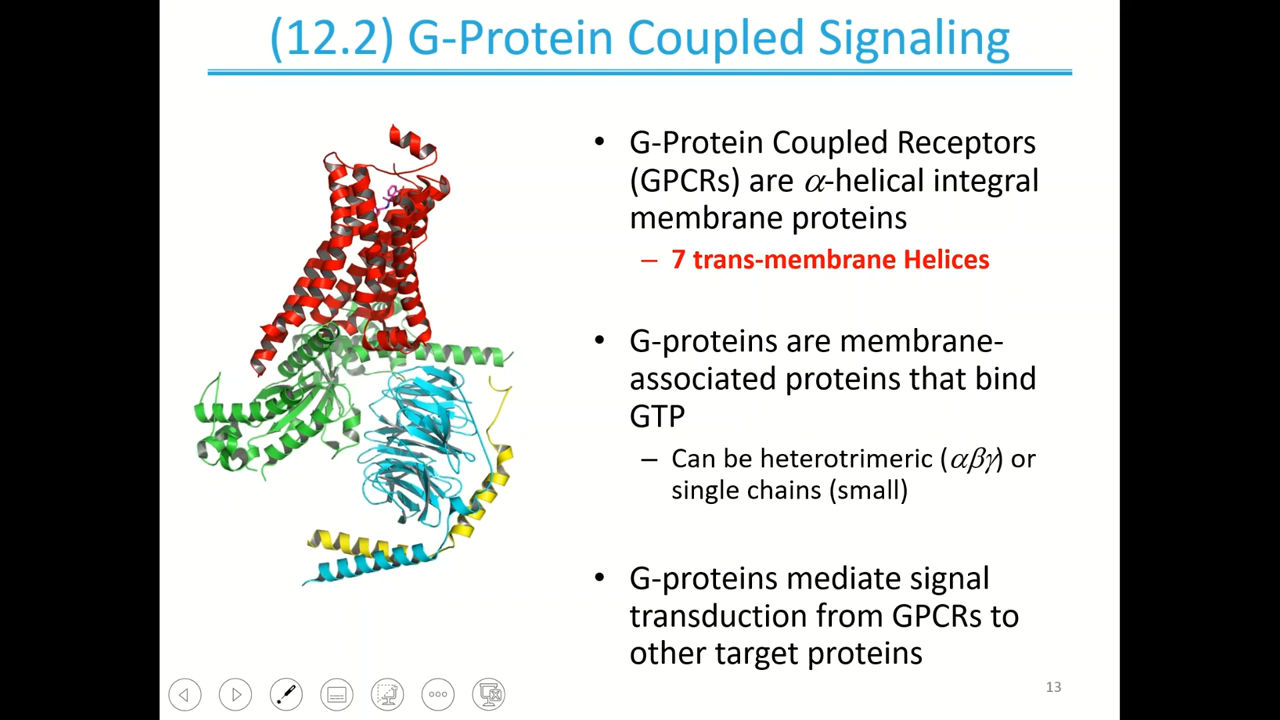 (12.2) G-Protein Coupled Signaling
• G-Protein Coupled Receptors
(GPCRs) are α-helical integral
membrane proteins
– 7 trans-membrane Helices
• G-proteins are membrane-
associated proteins that bind
GTP
– Can be heterotrimeric (αβγ) or
single chains (small)
• G-proteins mediate signal
transduction from GPCRs to
other target proteins
13